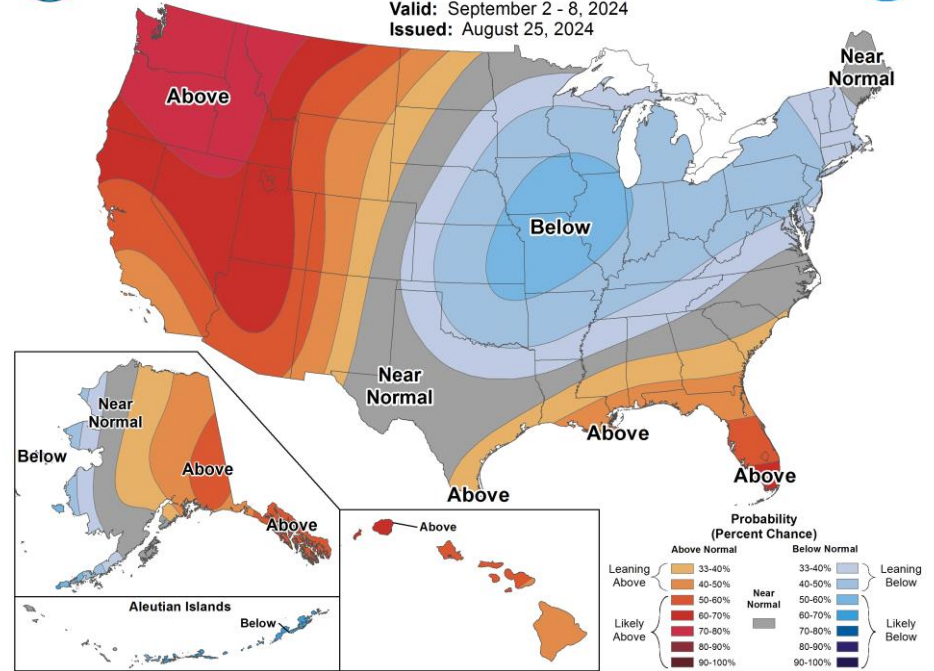 Valid: September 2 - 8, 2024
Issued: August 25, 2024
Near
Normal
Above
Below
Near
Normal
Above
Above
Above
Near
Normal
Below
Above
Above
Aleutian Islands
Below
Above
Probability
(Percent Chance)
Above Normal
Below Normal
Leaning
Above
33-40%
40-50%
Likely
Above
50-60%
60-70%
70-80%
80-90%
90-100%
Near
Normal
33-40%
40-50%
Leaning
Below
50-60%
60-70%
70-80%
80-90%
90-100%
Likely
Below